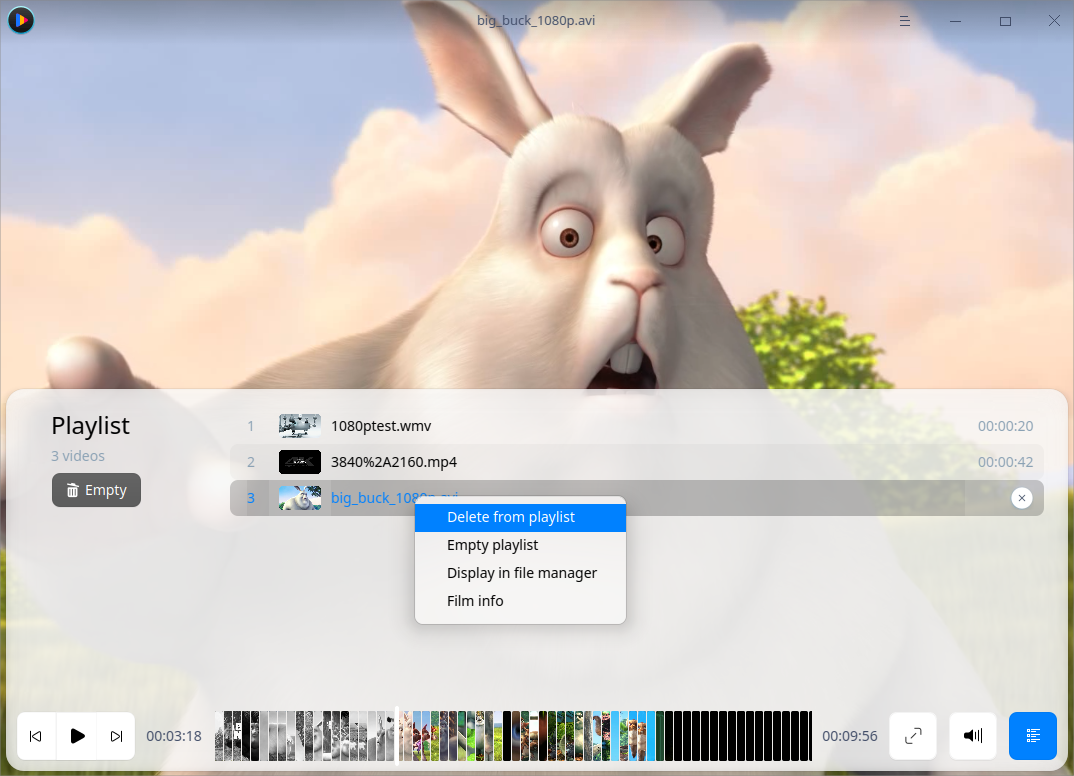 big_buck_1080p.avi
Playlist
3 videos
Empty
1 1080ptest.wmv 00:00:20
2 3840%2A2160.mp4 00:00:42
3 big_buck_1080p.avi
Delete from playlist
Empty playlist
Display in file manager
Film info
00:03:18
00:09:56